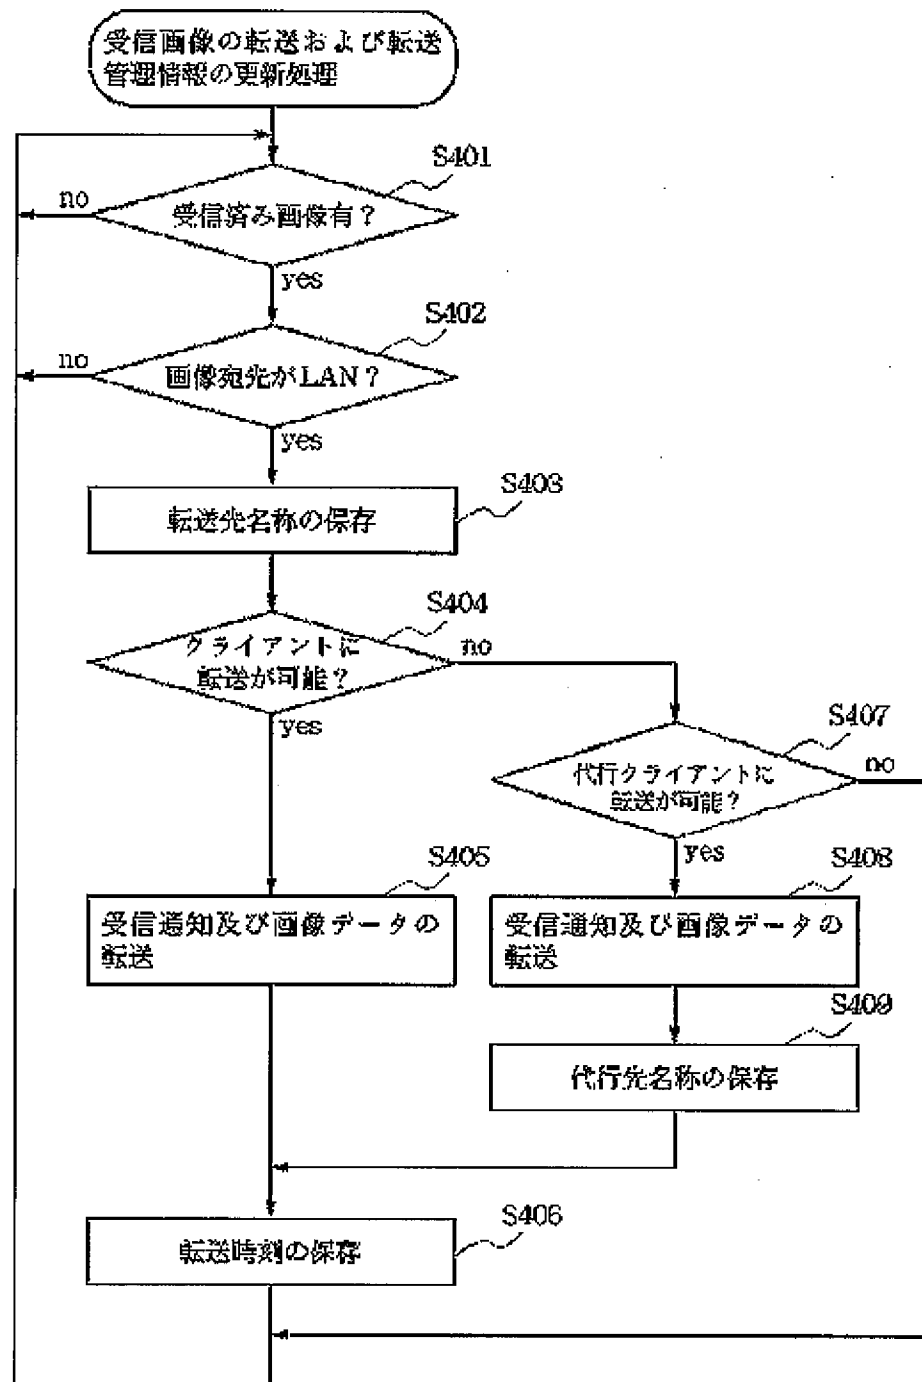 受信画像の転送および転送
管理情報の更新処理
S401
no
受信済み画像有？
yes
S402
no
画像宛先がLAN？
yes
S403
転送先名称の保存
S404
クライアントに
転送が可能？
no
yes
S407
代行クライアントに
転送が可能？
no
yes
S405
受信通知及び画像データの
転送
S408
受信通知及び画像データの
転送
S409
代行先名称の保存
S406
転送時刻の保存